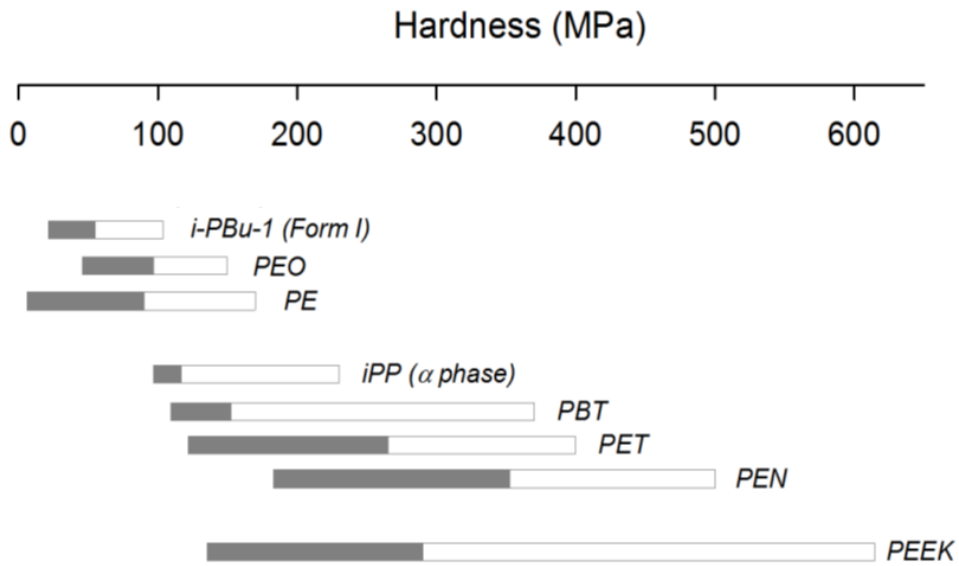 Hardness (MPa)
0 100 200 300 400 500 600
i-PBu-1 (Form I)
PEO
PE
iPP (α phase)
PBT
PET
PEN
PEEK